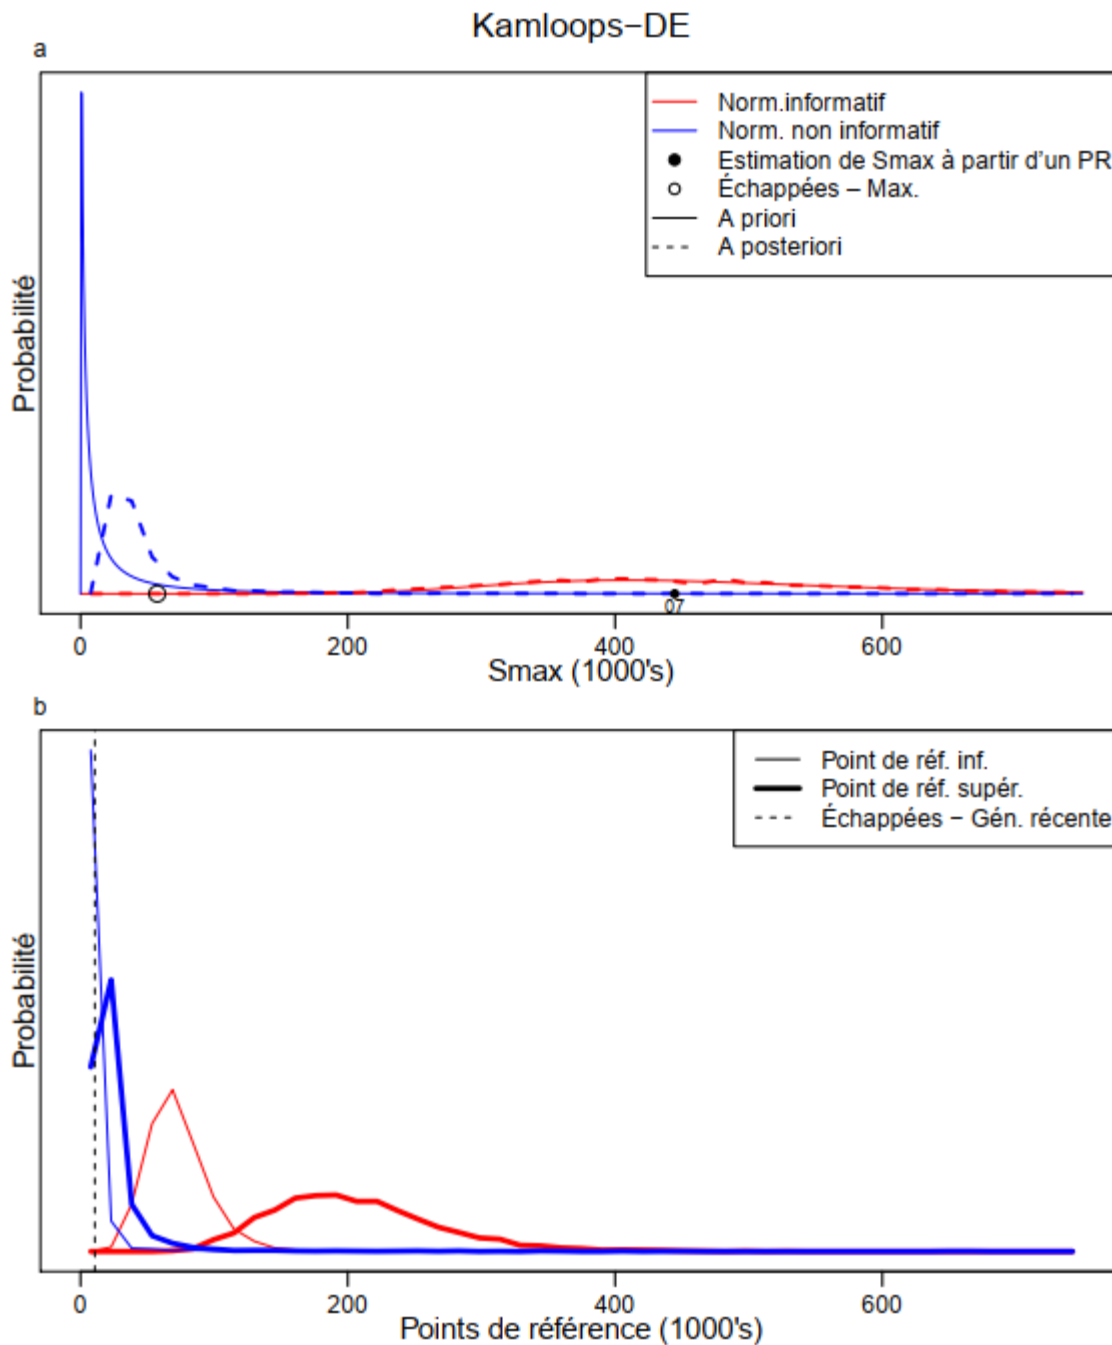 Kamloops−DE
a
Norm.informatif
Norm. non informatif
Estimation de Smax à partir d'un PR
Échappées – Max.
A priori
A posteriori
Probabilité
07
0 200 400 600
Smax (1000's)
b
Point de réf. inf.
Point de réf. supér.
Échappées − Gén. récente
Probabilité
0 200 400 600
Points de référence (1000's)